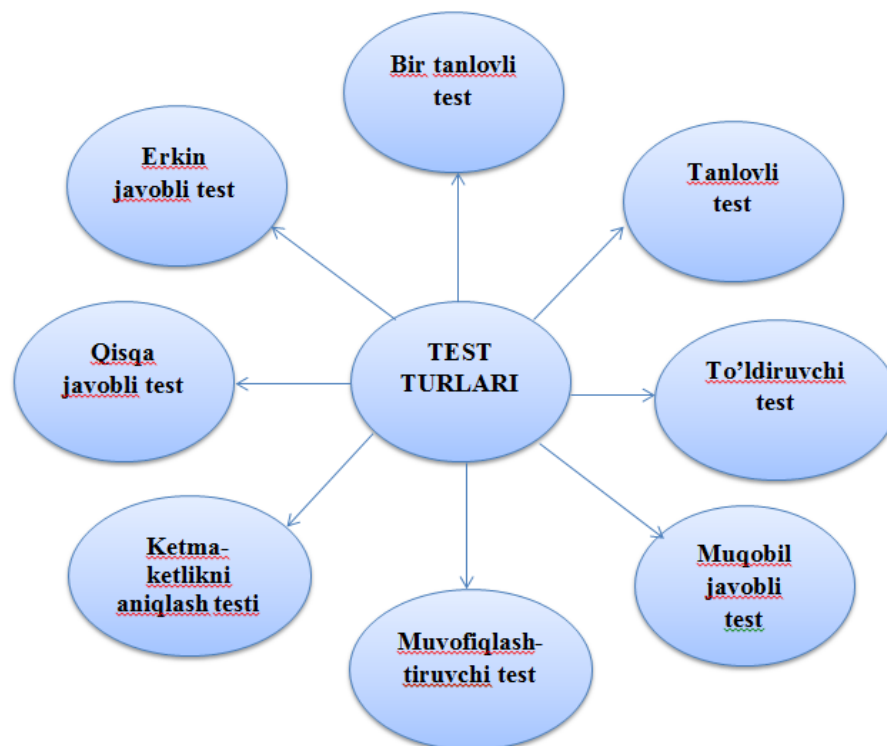 Bir tanlovli
test
Erkin
javobli test
Tanlovli
test
Qisqa
javobli test
TEST
TURLARI
To’ldiruvchi
test
Ketma-
ketlikni
aniqlash testi
Muqobil
javobli
test
Muvofiqlash-
tiruvchi test